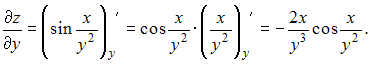 ∂z/∂y = (sin x/y²)′_y = cos x/y² · (x/y²)′_y = − 2x/y³ cos x/y².